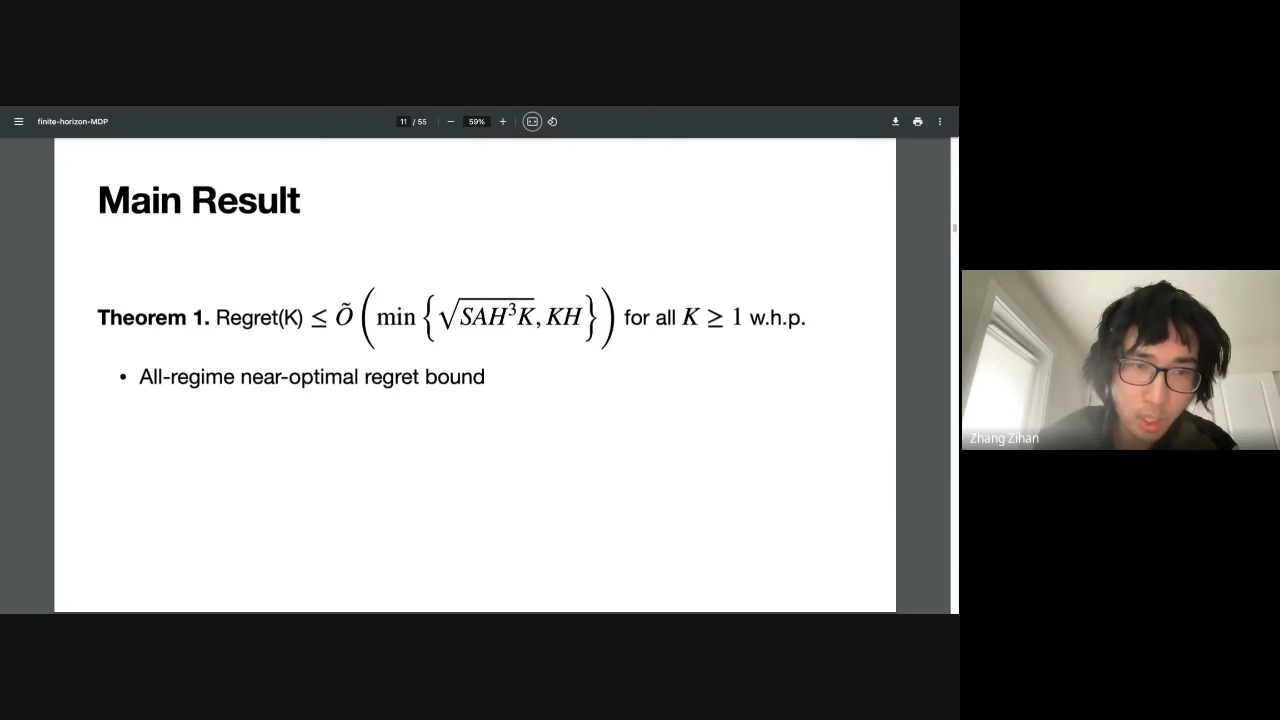 finite-horizon-MDP
11 / 55
59%
Main Result
Theorem 1. Regret(K) ≤ Õ(min{√SAH³K, KH}) for all K ≥ 1 w.h.p.
• All-regime near-optimal regret bound
Zhang Zihan